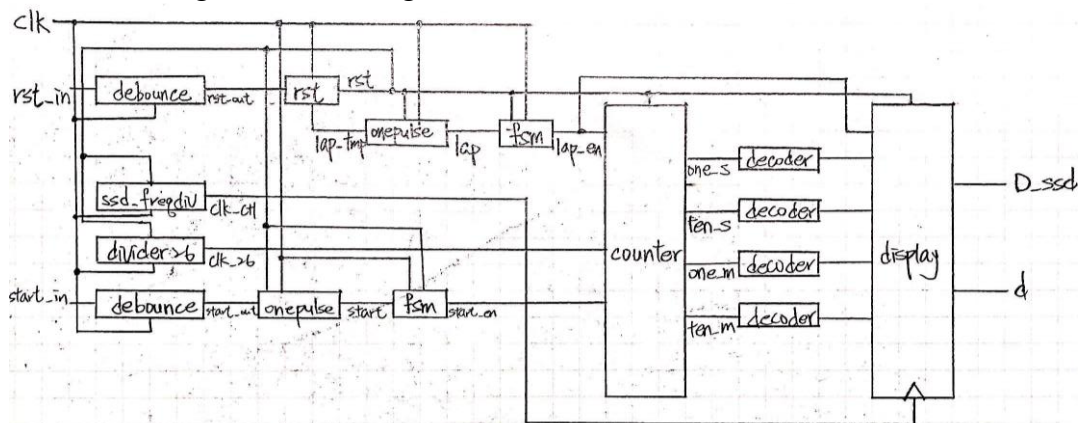 clk
rst_in
debounce
rst_out
rst
rst
lap_tmp
onepulse
lap
fsm
lap_en
ssd_freqdiv
clk_ctl
divider26
clk_26
start_in
debounce
start_out
onepulse
start
fsm
start_en
counter
one_s
decoder
ten_s
decoder
one_m
decoder
ten_m
decoder
display
D_ssd
d